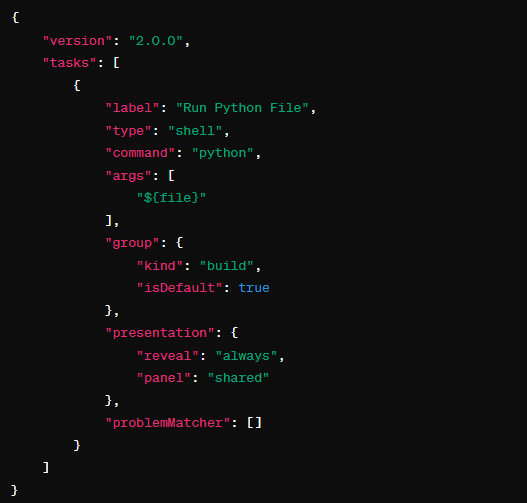 {
    "version": "2.0.0",
    "tasks": [
        {
            "label": "Run Python File",
            "type": "shell",
            "command": "python",
            "args": [
                "${file}"
            ],
            "group": {
                "kind": "build",
                "isDefault": true
            },
            "presentation": {
                "reveal": "always",
                "panel": "shared"
            },
            "problemMatcher": []
        }
    ]
}